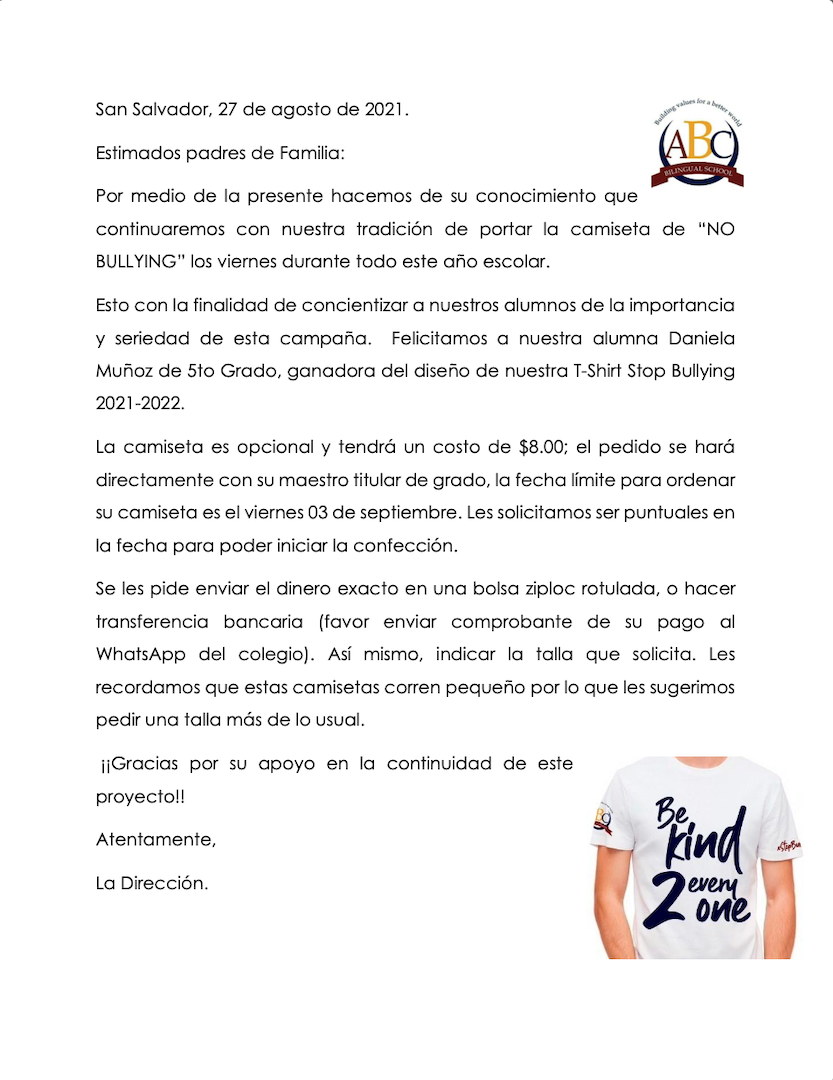 San Salvador, 27 de agosto de 2021.
Building values for a better world
ABC
BILINGUAL SCHOOL
Estimados padres de Familia:
Por medio de la presente hacemos de su conocimiento que
continuaremos con nuestra tradición de portar la camiseta de “NO
BULLYING” los viernes durante todo este año escolar.
Esto con la finalidad de concientizar a nuestros alumnos de la importancia
y seriedad de esta campaña.  Felicitamos a nuestra alumna Daniela
Muñoz de 5to Grado, ganadora del diseño de nuestra T-Shirt Stop Bullying
2021-2022.
La camiseta es opcional y tendrá un costo de $8.00; el pedido se hará
directamente con su maestro titular de grado, la fecha límite para ordenar
su camiseta es el viernes 03 de septiembre. Les solicitamos ser puntuales en
la fecha para poder iniciar la confección.
Se les pide enviar el dinero exacto en una bolsa ziploc rotulada, o hacer
transferencia bancaria (favor enviar comprobante de su pago al
WhatsApp del colegio). Así mismo, indicar la talla que solicita. Les
recordamos que estas camisetas corren pequeño por lo que les sugerimos
pedir una talla más de lo usual.
¡¡Gracias por su apoyo en la continuidad de este
proyecto!!
Atentamente,
La Dirección.
Be
kind
2 every
one